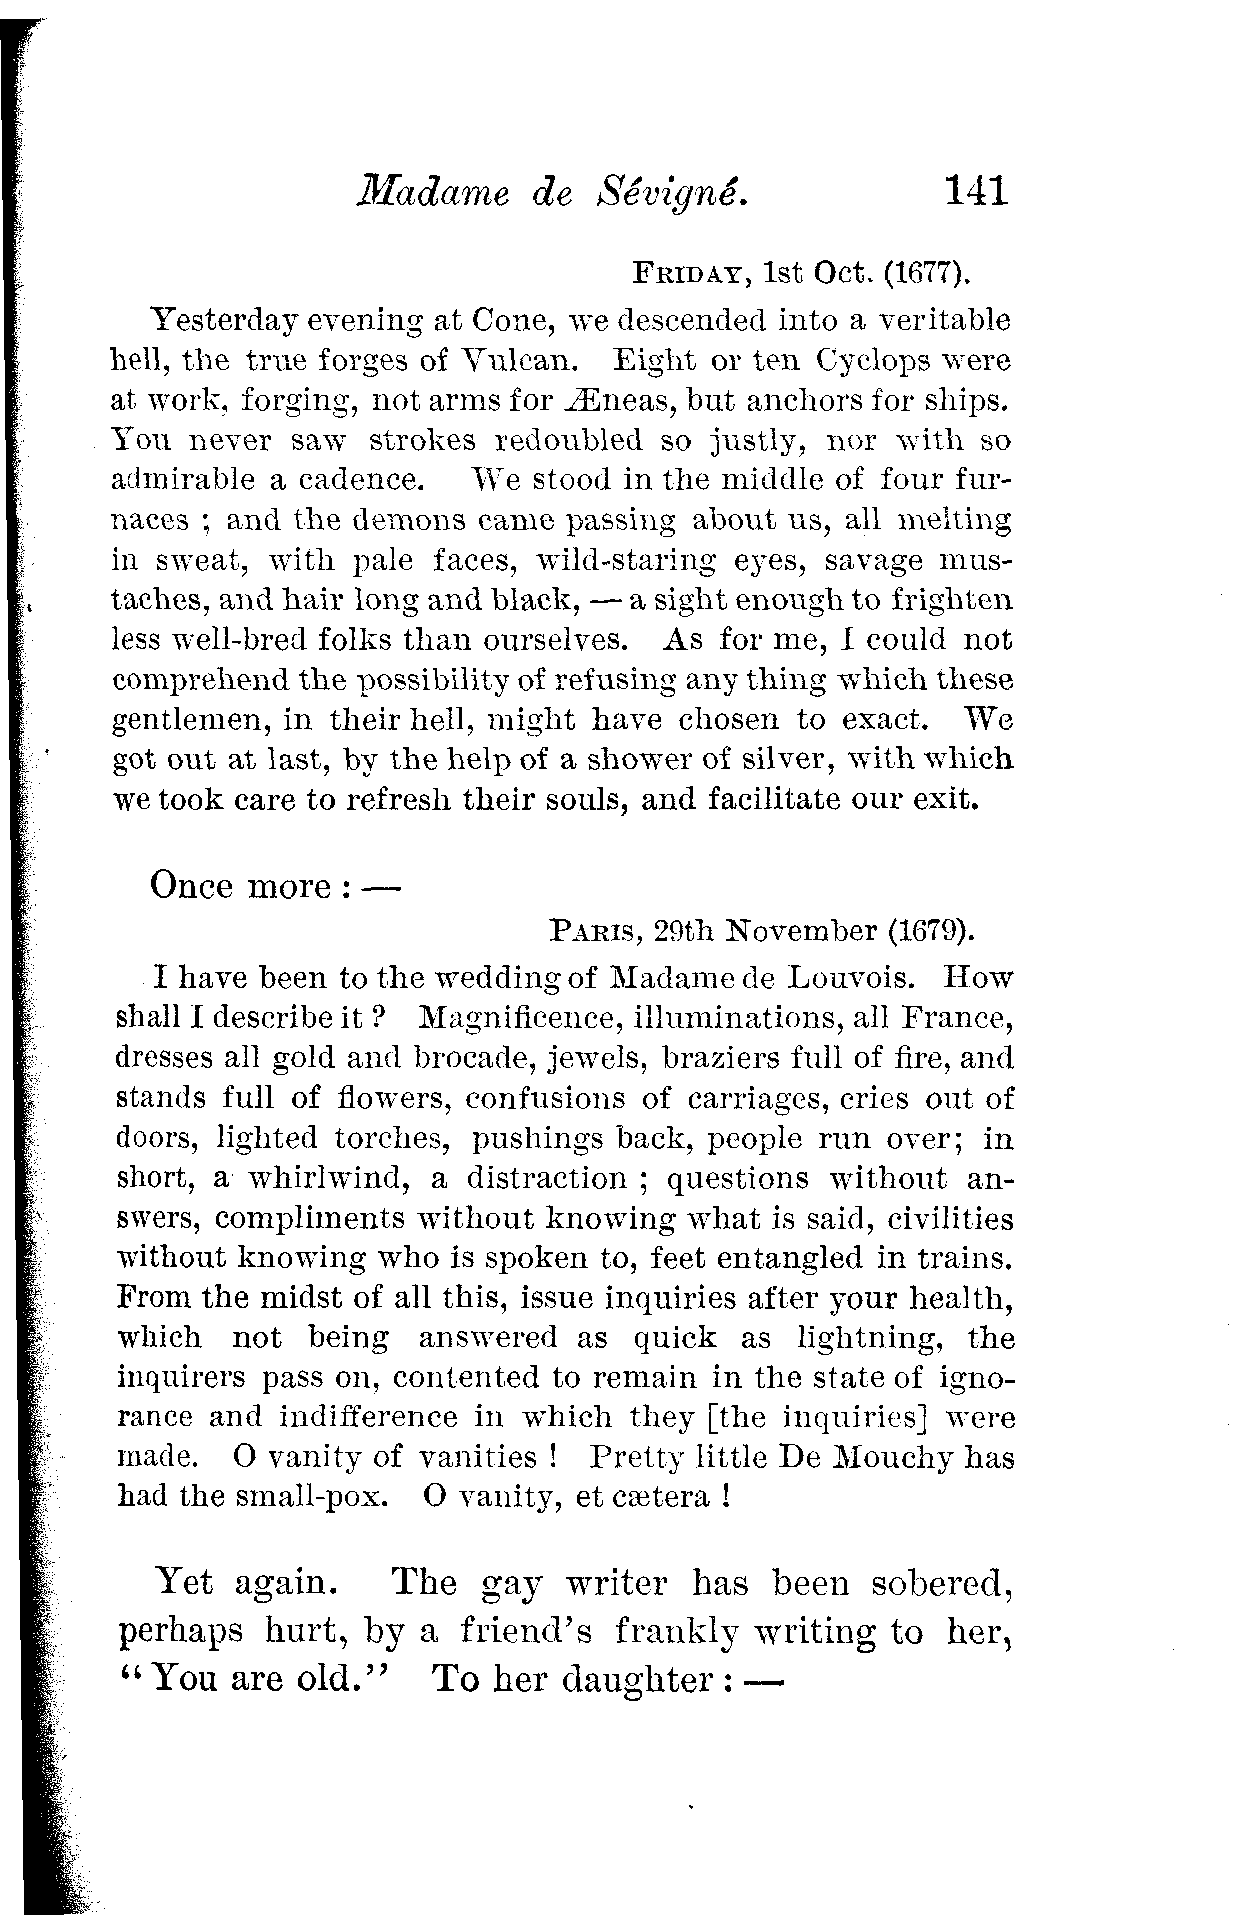 Madame de Sévigné. 141
FRIDAY, 1st Oct. (1677).
Yesterday evening at Cone, we descended into a veritable
hell, the true forges of Vulcan. Eight or ten Cyclops were
at work, forging, not arms for Æneas, but anchors for ships.
You never saw strokes redoubled so justly, nor with so
admirable a cadence. We stood in the middle of four fur-
naces ; and the demons came passing about us, all melting
in sweat, with pale faces, wild-staring eyes, savage mus-
taches, and hair long and black, — a sight enough to frighten
less well-bred folks than ourselves. As for me, I could not
comprehend the possibility of refusing any thing which these
gentlemen, in their hell, might have chosen to exact. We
got out at last, by the help of a shower of silver, with which
we took care to refresh their souls, and facilitate our exit.
Once more : —
PARIS, 29th November (1679).
I have been to the wedding of Madame de Louvois. How
shall I describe it ? Magnificence, illuminations, all France,
dresses all gold and brocade, jewels, braziers full of fire, and
stands full of flowers, confusions of carriages, cries out of
doors, lighted torches, pushings back, people run over; in
short, a whirlwind, a distraction ; questions without an-
swers, compliments without knowing what is said, civilities
without knowing who is spoken to, feet entangled in trains.
From the midst of all this, issue inquiries after your health,
which not being answered as quick as lightning, the
inquirers pass on, contented to remain in the state of igno-
rance and indifference in which they [the inquiries] were
made. O vanity of vanities ! Pretty little De Mouchy has
had the small-pox. O vanity, et cætera !
Yet again. The gay writer has been sobered,
perhaps hurt, by a friend's frankly writing to her,
“ You are old.” To her daughter : —